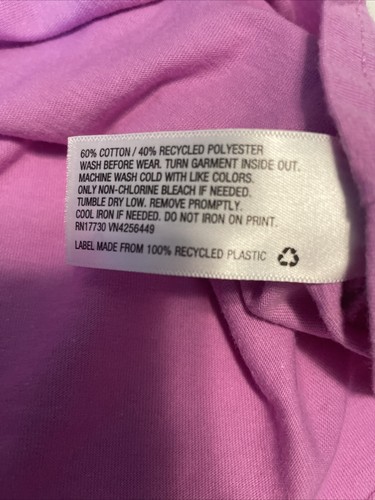 60% COTTON / 40% RECYCLED POLYESTER
WASH BEFORE WEAR. TURN GARMENT INSIDE OUT.
MACHINE WASH COLD WITH LIKE COLORS.
ONLY NON-CHLORINE BLEACH IF NEEDED.
TUMBLE DRY LOW. REMOVE PROMPTLY.
COOL IRON IF NEEDED. DO NOT IRON ON PRINT.
RN17730 VN4256449
LABEL MADE FROM 100% RECYCLED PLASTIC